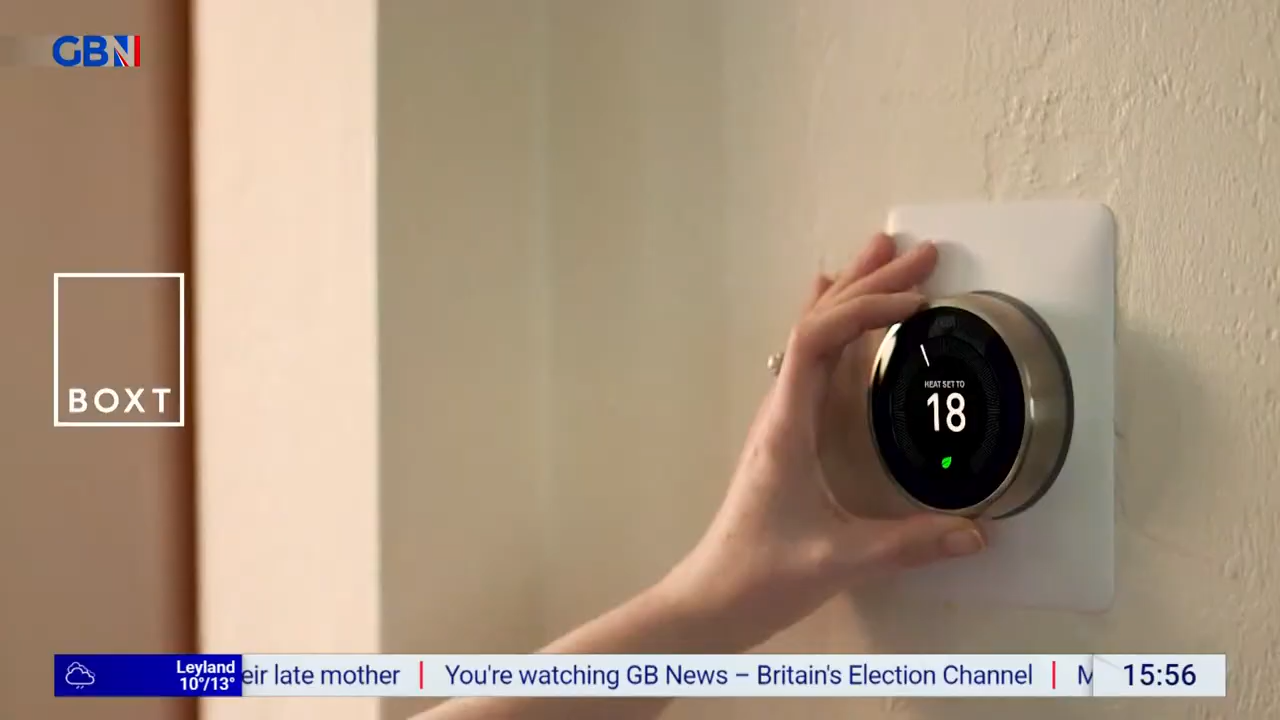 GBN
BOXT
HEAT SET TO
18
Leyland
10°/13°
eir late mother | You're watching GB News – Britain's Election Channel | M
15:56